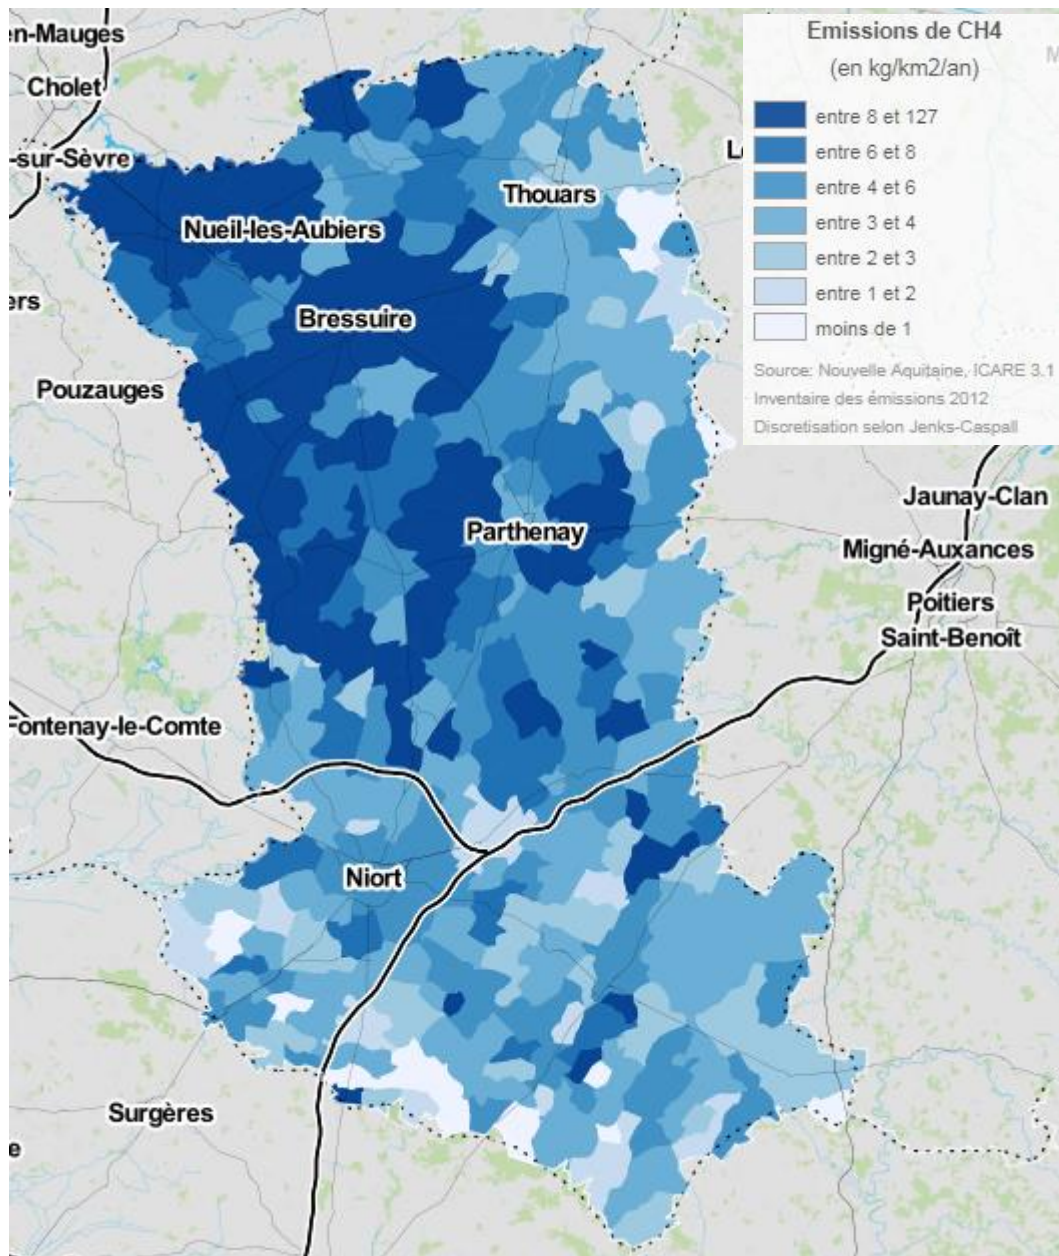 en-Mauges
Cholet
-sur-Sèvre
Nueil-les-Aubiers
Thouars
ers
Bressuire
Pouzauges
Parthenay
Jaunay-Clan
Migné-Auxances
Poitiers
Saint-Benoît
Fontenay-le-Comte
Niort
Surgères
e
Emissions de CH4
(en kg/km2/an)
M
L
entre 8 et 127
entre 6 et 8
entre 4 et 6
entre 3 et 4
entre 2 et 3
entre 1 et 2
moins de 1
Source: Nouvelle Aquitaine, ICARE 3.1
Inventaire des émissions 2012
Discretisation selon Jenks-Caspall